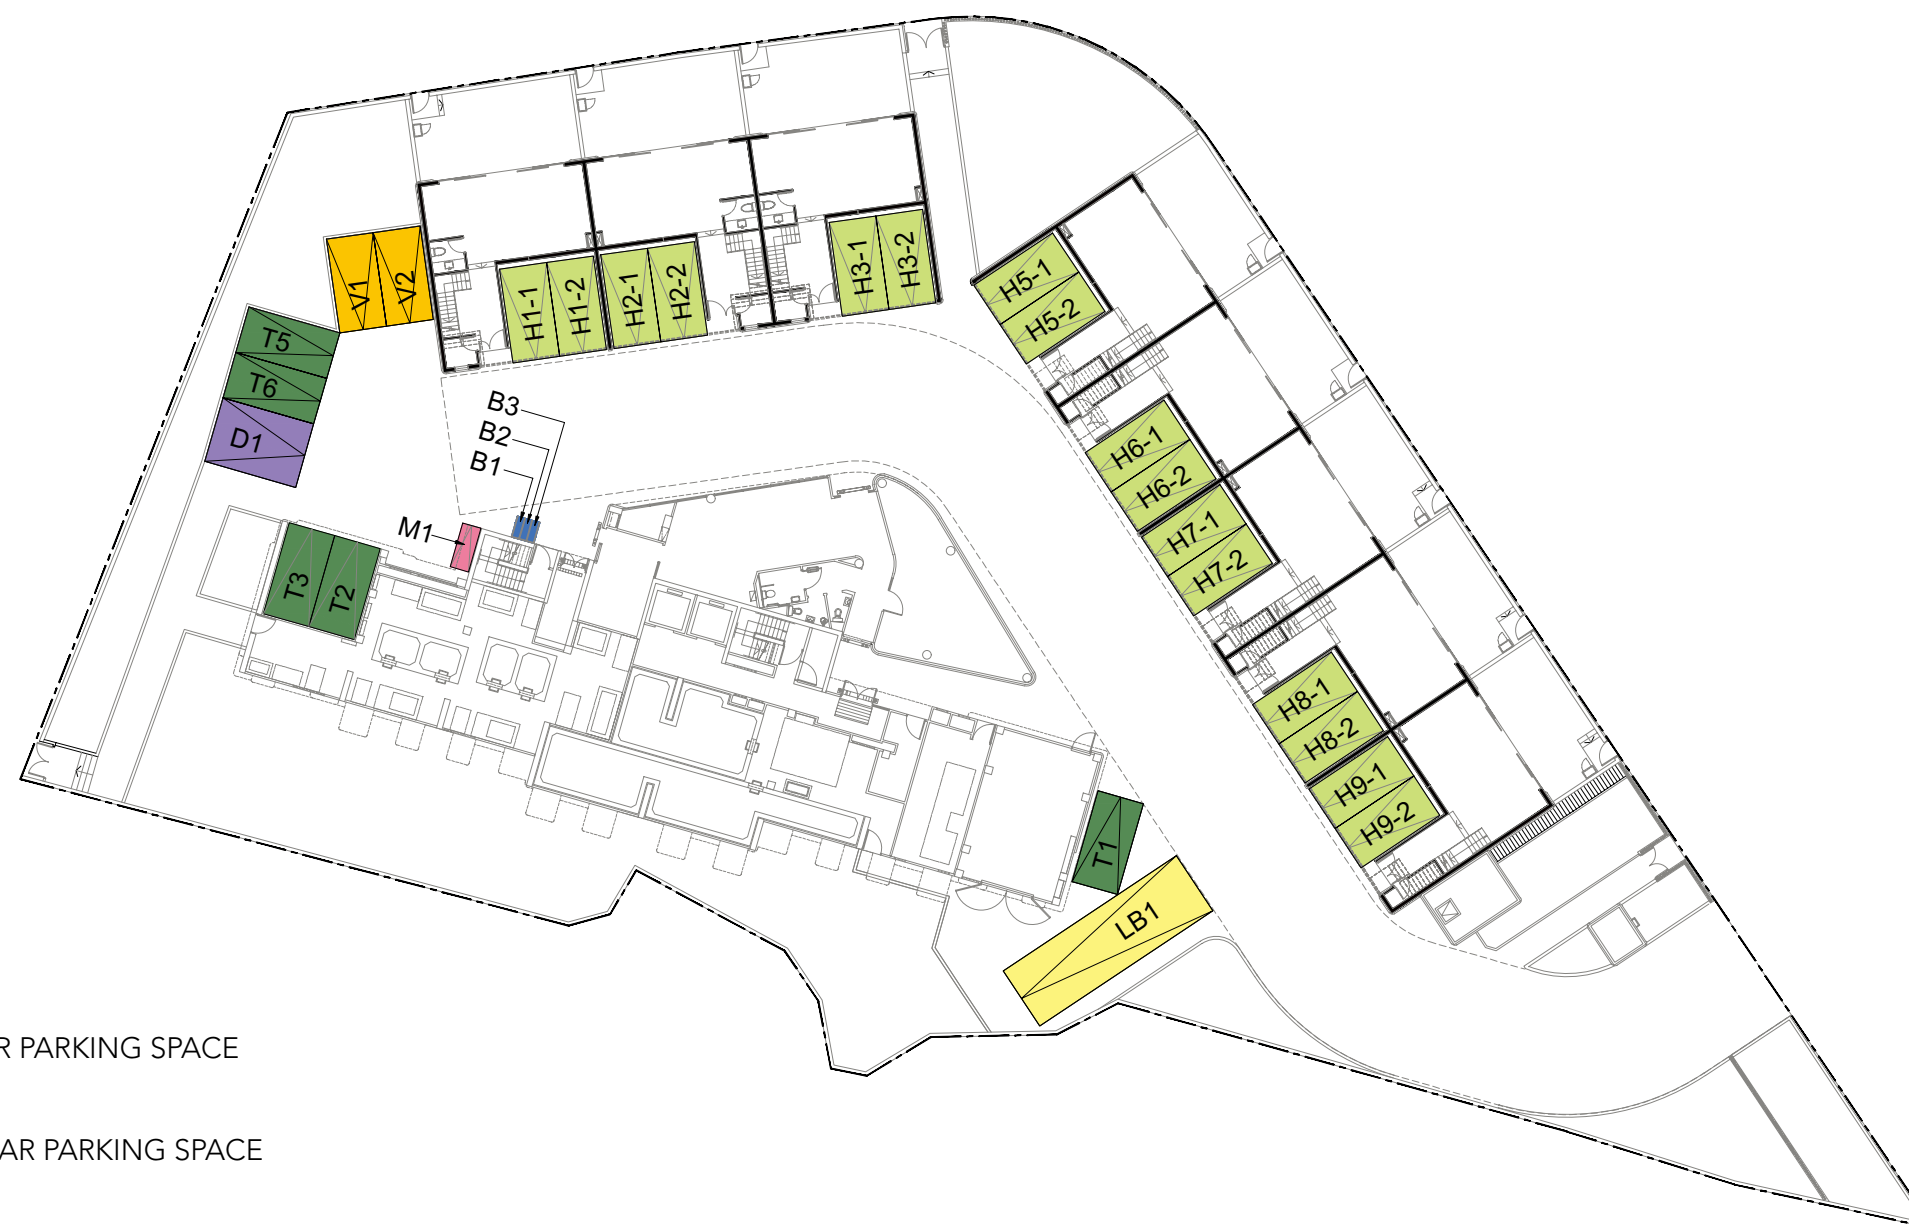 V1
V2
T5
T6
D1
H1-1
H1-2
H2-1
H2-2
H3-1
H3-2
H5-1
H5-2
B3
B2
B1
M1
H6-1
H6-2
H7-1
H7-2
T3
T2
H8-1
H8-2
H9-1
H9-2
T1
LB1
R PARKING SPACE
AR PARKING SPACE